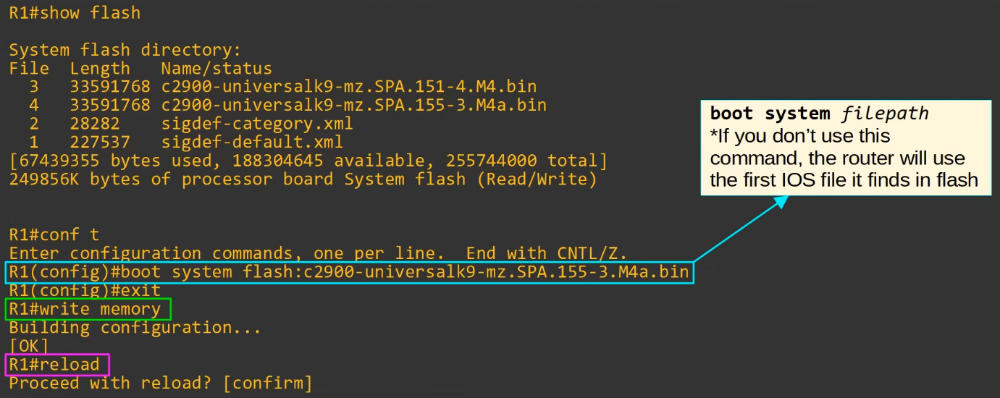 R1#show flash
System flash directory:
File  Length   Name/status
  3   33591768 c2900-universalk9-mz.SPA.151-4.M4.bin
  4   33591768 c2900-universalk9-mz.SPA.155-3.M4a.bin
  2   28282    sigdef-category.xml
  1   227537   sigdef-default.xml
[67439355 bytes used, 188304645 available, 255744000 total]
249856K bytes of processor board System flash (Read/Write)
R1#conf t
Enter configuration commands, one per line.  End with CNTL/Z.
R1(config)#boot system flash:c2900-universalk9-mz.SPA.155-3.M4a.bin
R1(config)#exit
R1#write memory
Building configuration...
[OK]
R1#reload
Proceed with reload? [confirm]
boot system filepath
*If you don’t use this
command, the router will use
the first IOS file it finds in flash